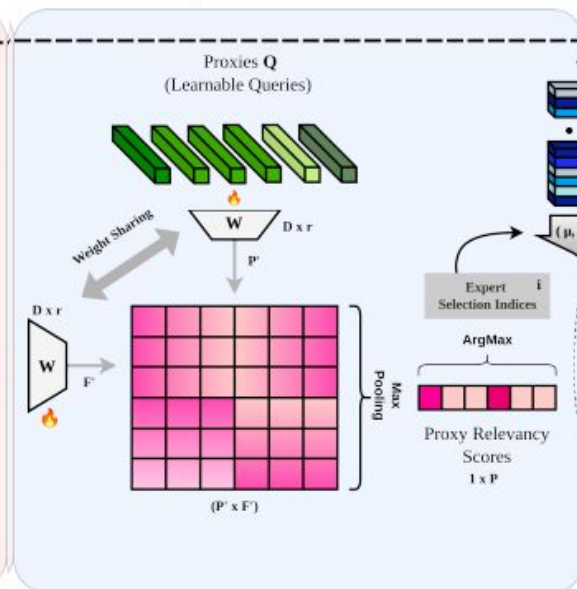 Proxies Q
(Learnable Queries)
W
D x r
Weight Sharing
P'
D x r
W
F'
Max
Pooling
(P' x F')
(μ,
Expert i
Selection Indices
ArgMax
Proxy Relevancy
Scores
1 x P